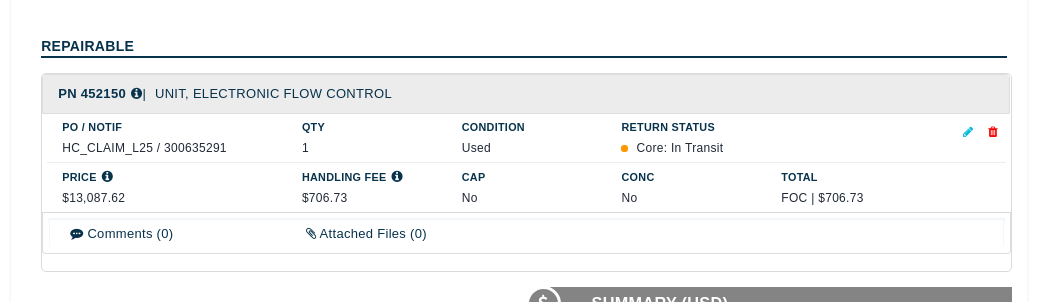 REPAIRABLE
PN 452150 | UNIT, ELECTRONIC FLOW CONTROL
PO / NOTIF QTY CONDITION RETURN STATUS
HC_CLAIM_L25 / 300635291 1 Used Core: In Transit
PRICE HANDLING FEE CAP CONC TOTAL
$13,087.62 $706.73 No No FOC | $706.73
Comments (0) Attached Files (0)
$ SUMMARY (USD)